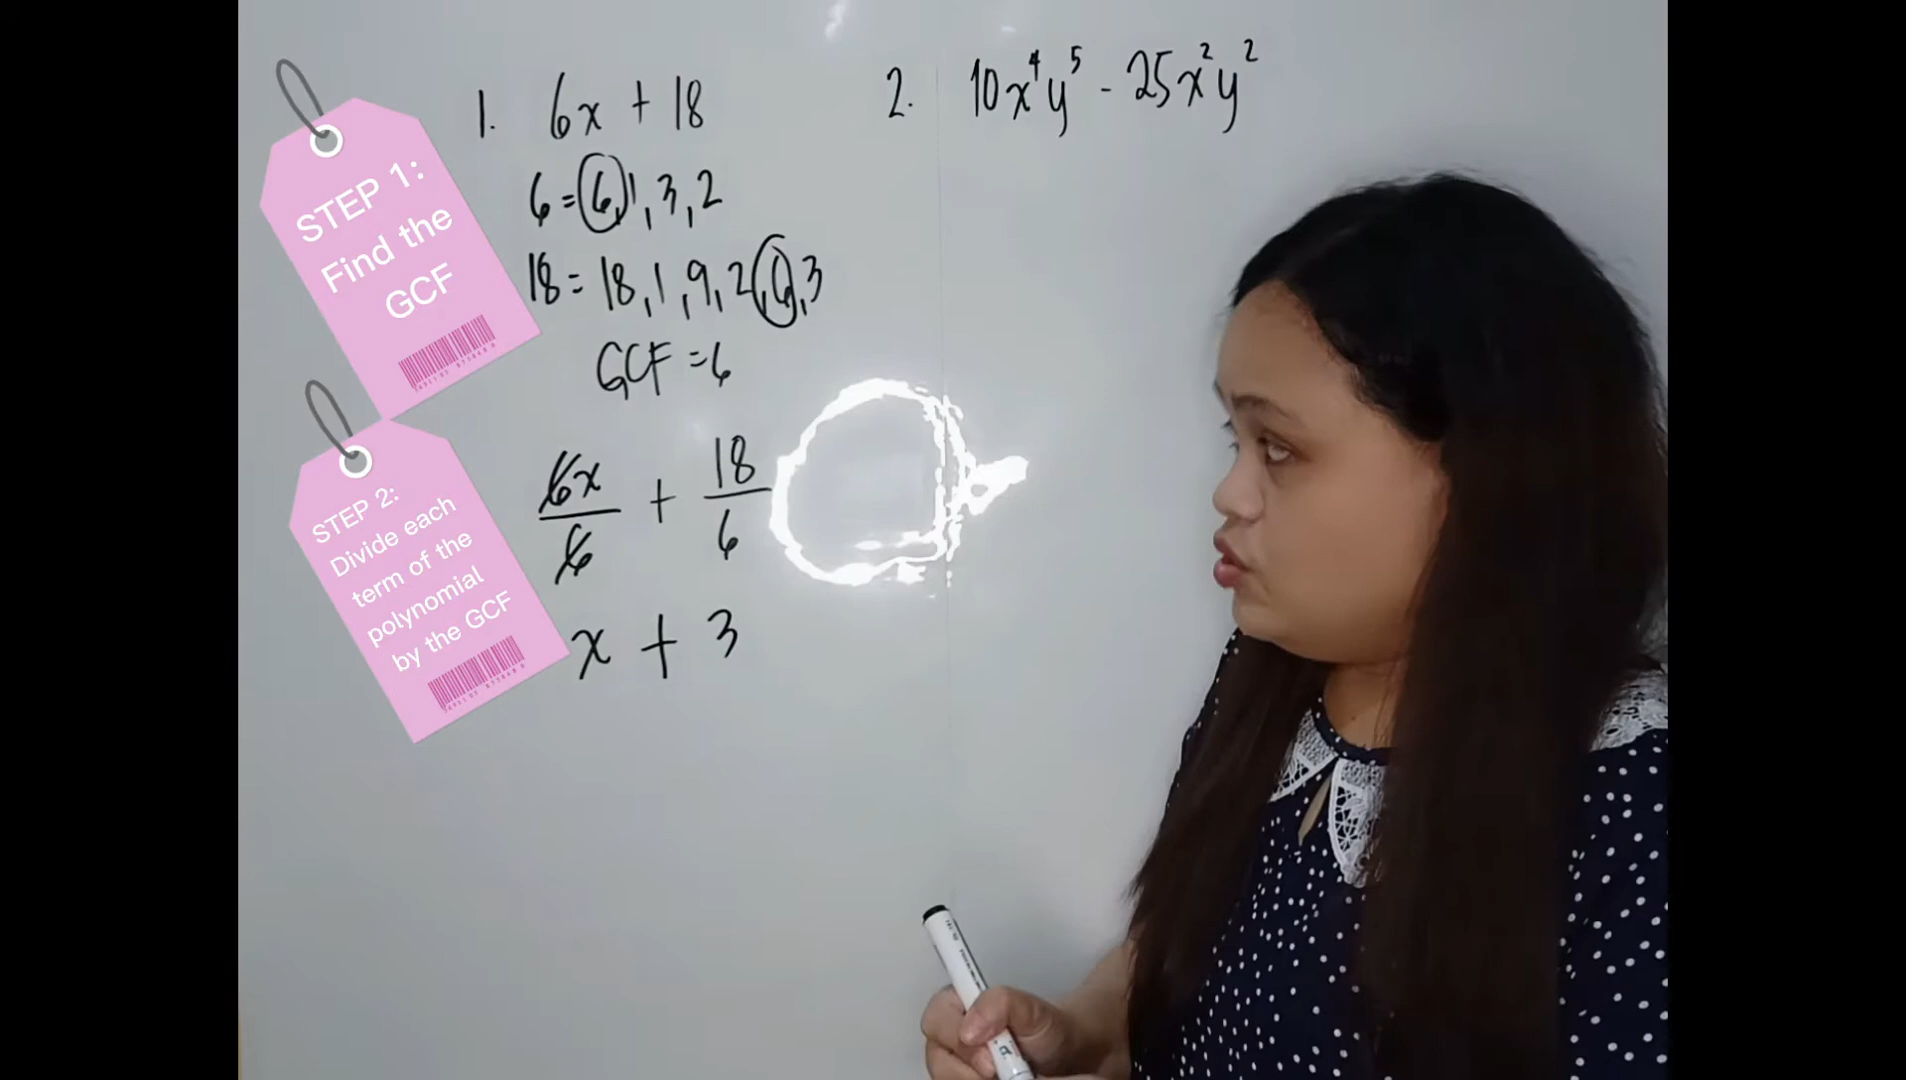 STEP 1:
Find the
GCF
STEP 2:
Divide each
term of the
polynomial
by the GCF
1. 6x + 18
6 = 6, 1, 3, 2
18 = 18, 1, 9, 2, 6, 3
GCF = 6
6x/6 + 18/6
x + 3
2. 10x⁴y⁵ - 25x²y²